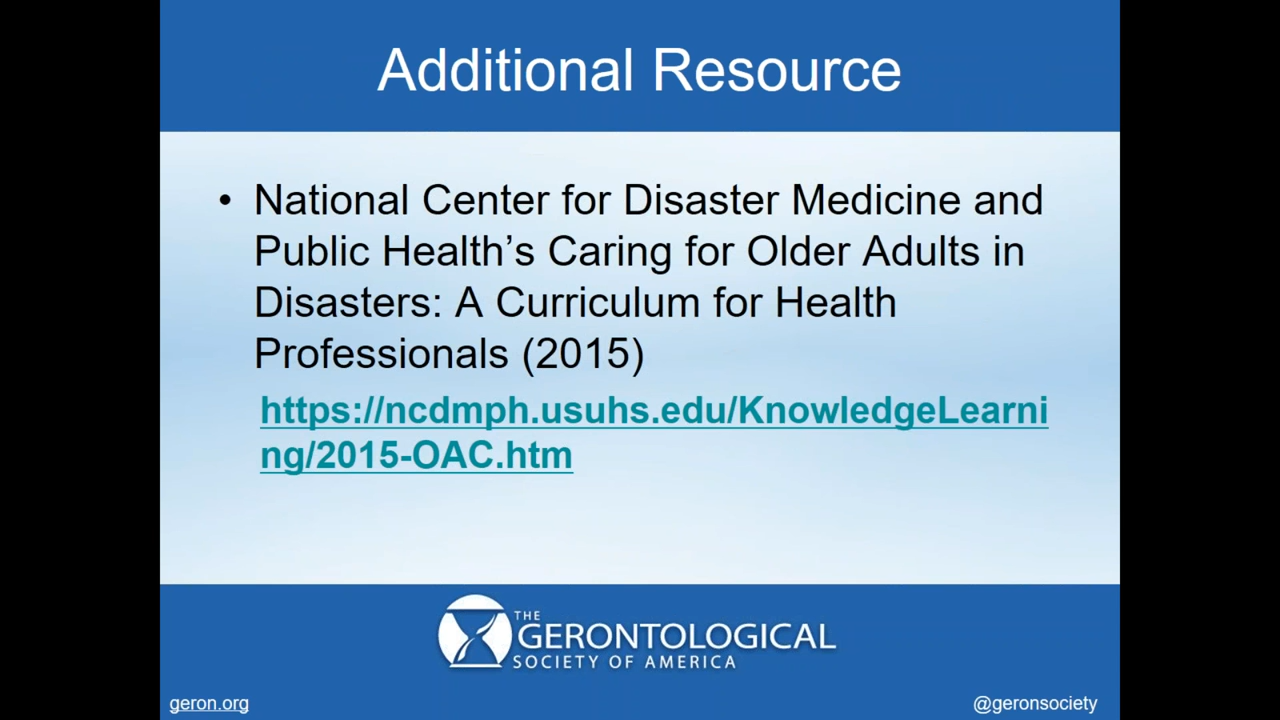 Additional Resource
• National Center for Disaster Medicine and
Public Health’s Caring for Older Adults in
Disasters: A Curriculum for Health
Professionals (2015)
https://ncdmph.usuhs.edu/KnowledgeLearni
ng/2015-OAC.htm
THE
GERONTOLOGICAL
SOCIETY OF AMERICA
geron.org
@geronsociety